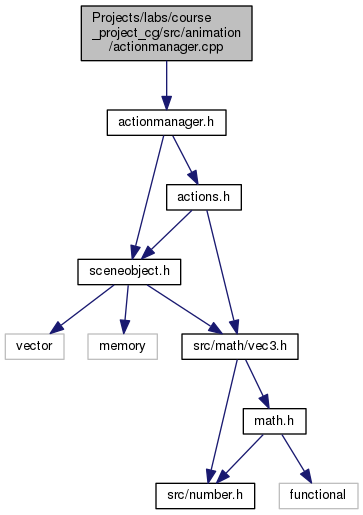 Projects/labs/course
_project_cg/src/animation
/actionmanager.cpp
actionmanager.h
actions.h
sceneobject.h
vector
memory
src/math/vec3.h
math.h
src/number.h
functional